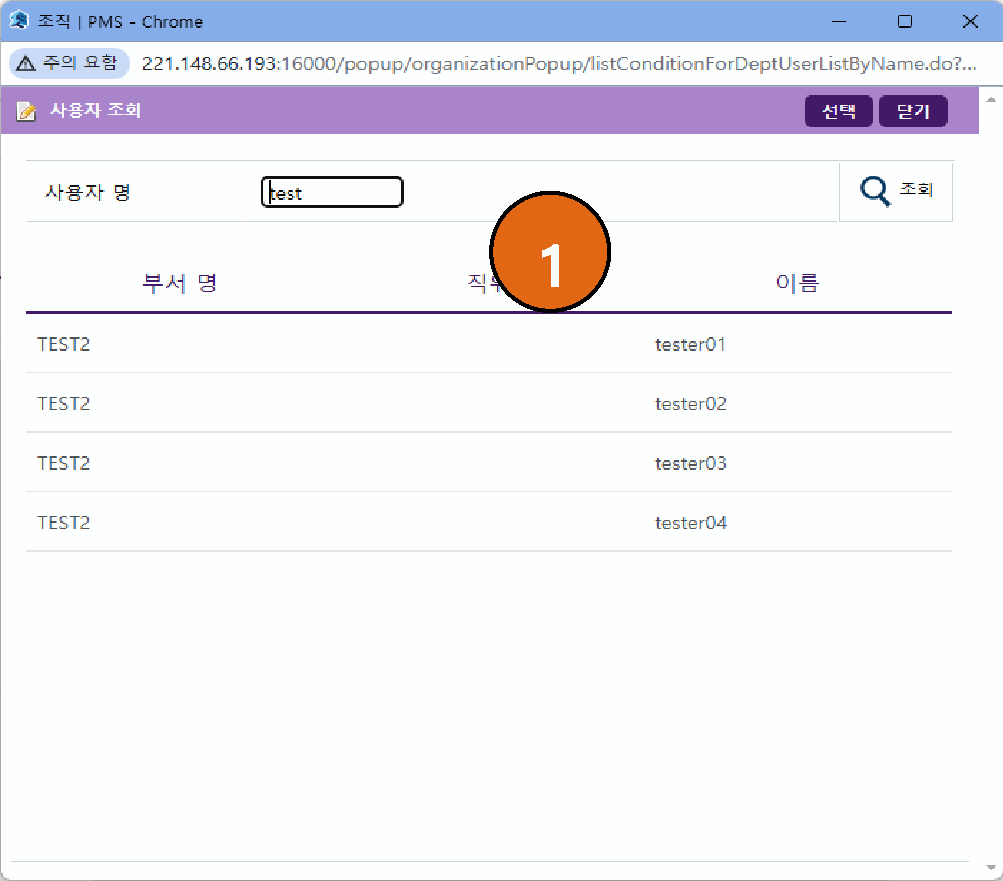 조직 | PMS - Chrome
주의 요함 221.148.66.193:16000/popup/organizationPopup/listConditionForDeptUserListByName.do?...
사용자 조회 선택 닫기
사용자 명 test 조회
1
부서 명 이름
TEST2 tester01
TEST2 tester02
TEST2 tester03
TEST2 tester04